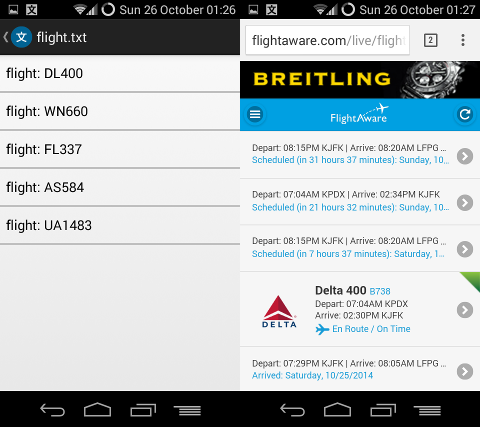 Sun 26 October 01:26
flight.txt
flight: DL400
flight: WN660
flight: FL337
flight: AS584
flight: UA1483
Sun 26 October 01:27
flightaware.com/live/flight
2
BREITLING
FlightAware
Depart: 08:15PM KJFK | Arrive: 08:20AM LFPG ...
Scheduled (in 31 hours 37 minutes): Sunday, 10...
Depart: 07:04AM KPDX | Arrive: 02:34PM KJFK
Scheduled (in 21 hours 32 minutes): Sunday, 10...
Depart: 08:15PM KJFK | Arrive: 08:20AM LFPG ...
Scheduled (in 7 hours 37 minutes): Saturday, 1...
Delta 400 B738
Depart: 07:04AM KPDX
Arrive: 02:30PM KJFK
En Route / On Time
DELTA
Depart: 07:29PM KJFK | Arrive: 08:05AM LFPG ...
Arrived: Saturday, 10/25/2014